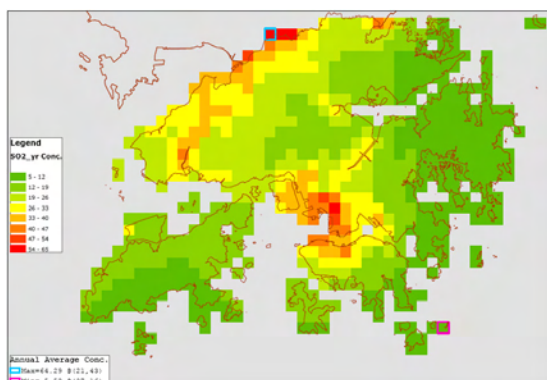 Legend
SO2_yr Conc.
5 - 12
12 - 19
19 - 26
26 - 33
33 - 40
40 - 47
47 - 54
54 - 65
Annual Average Conc.
Max=64.29 @(21,43)